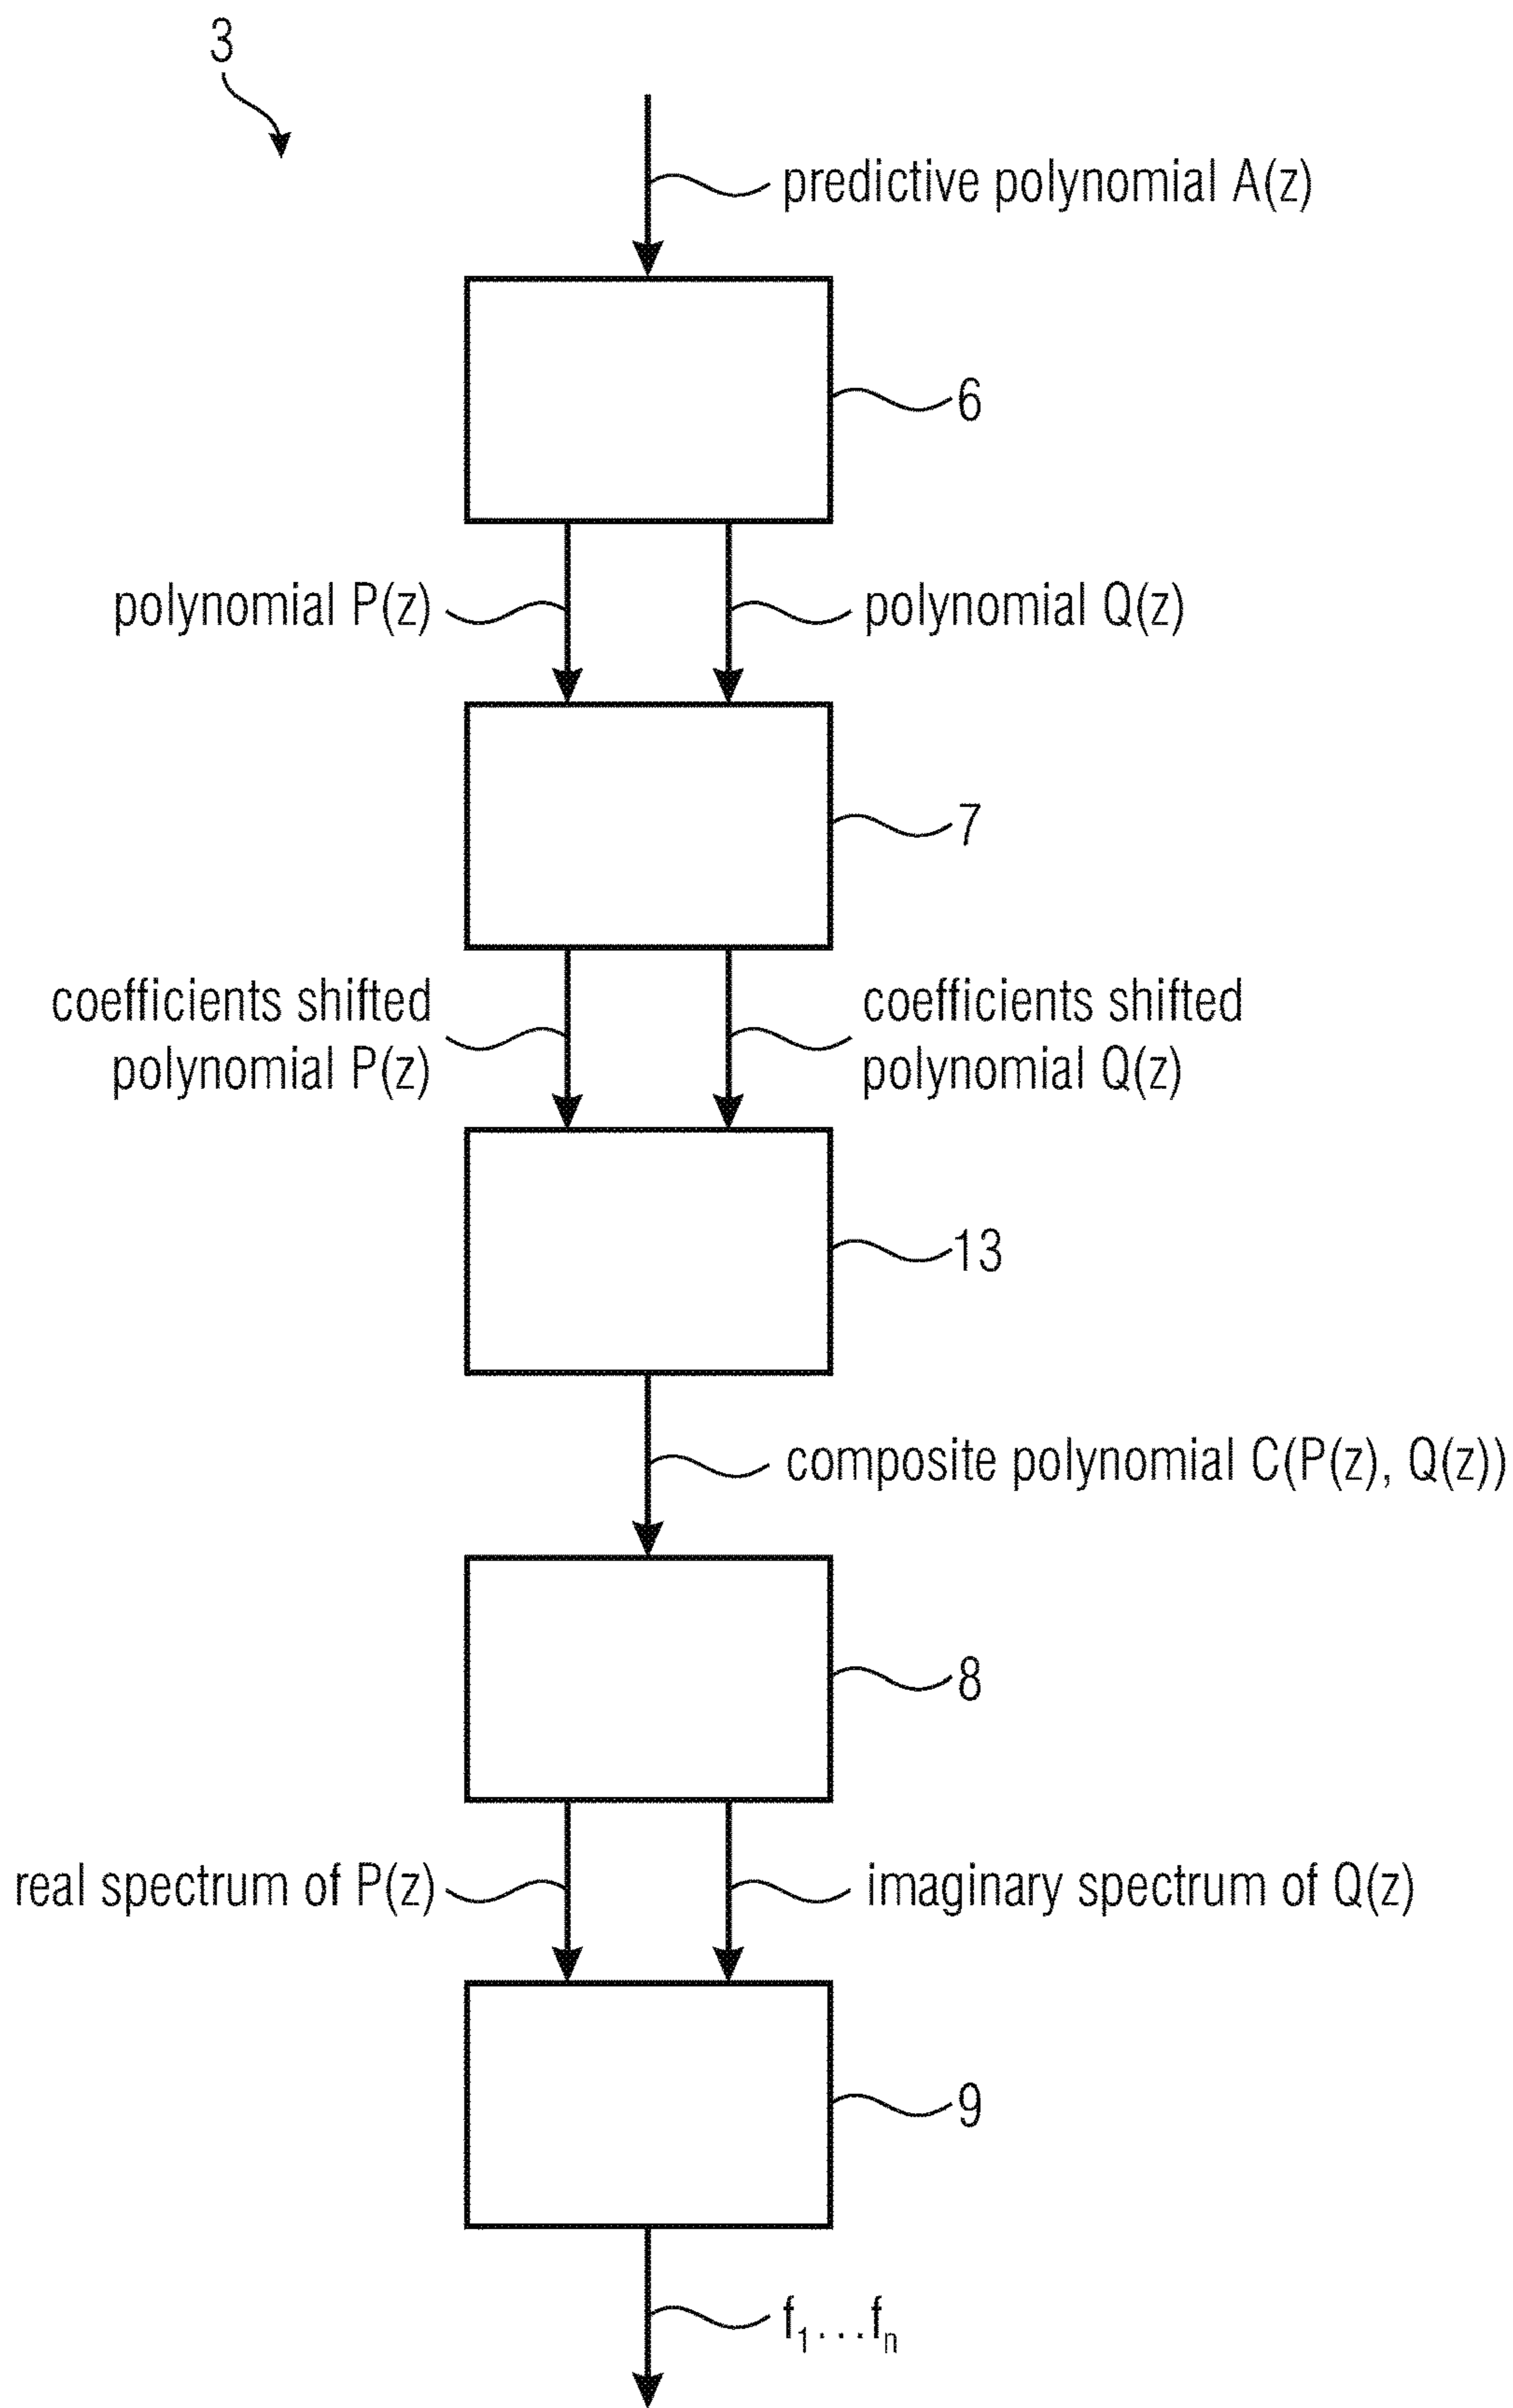 3
predictive polynomial A(z)
6
polynomial P(z)
polynomial Q(z)
7
coefficients shifted
polynomial P(z)
coefficients shifted
polynomial Q(z)
13
composite polynomial C(P(z), Q(z))
8
real spectrum of P(z)
imaginary spectrum of Q(z)
9
f1...fn